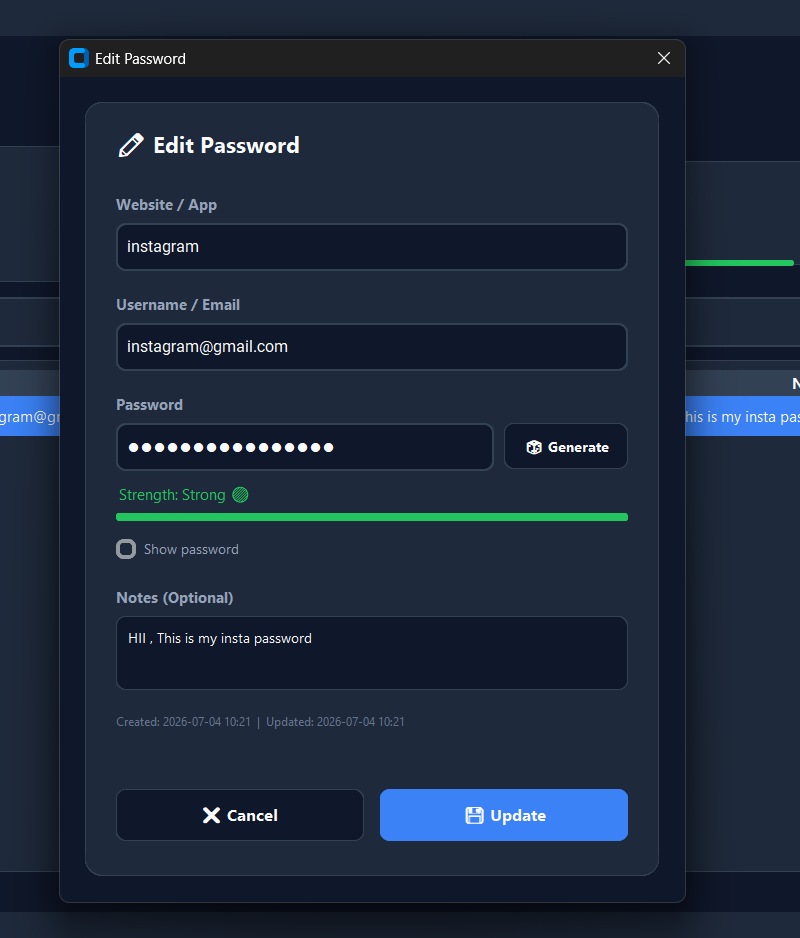 Edit Password
Edit Password
Website / App
instagram
Username / Email
instagram@gmail.com
Password
●●●●●●●●●●●●●●●●
Generate
Strength: Strong
Show password
Notes (Optional)
HII , This is my insta password
Created: 2026-07-04 10:21 | Updated: 2026-07-04 10:21
Cancel
Update
gram@gr
N
his is my insta pas